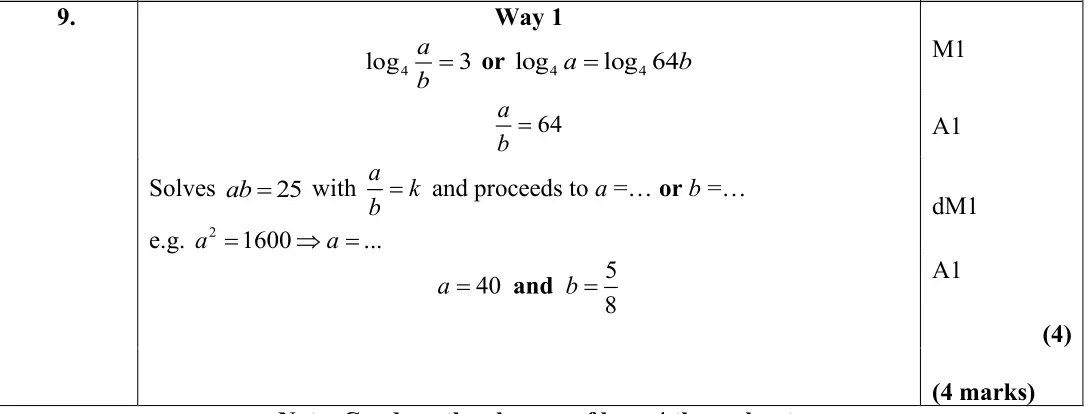 9.
Way 1
log₄ a/b = 3 or log₄ a = log₄ 64b
M1
a/b = 64
A1
Solves ab = 25 with a/b = k and proceeds to a =… or b =…
dM1
e.g. a² = 1600 ⇒ a = ...
a = 40 and b = 5/8
A1
(4)
(4 marks)